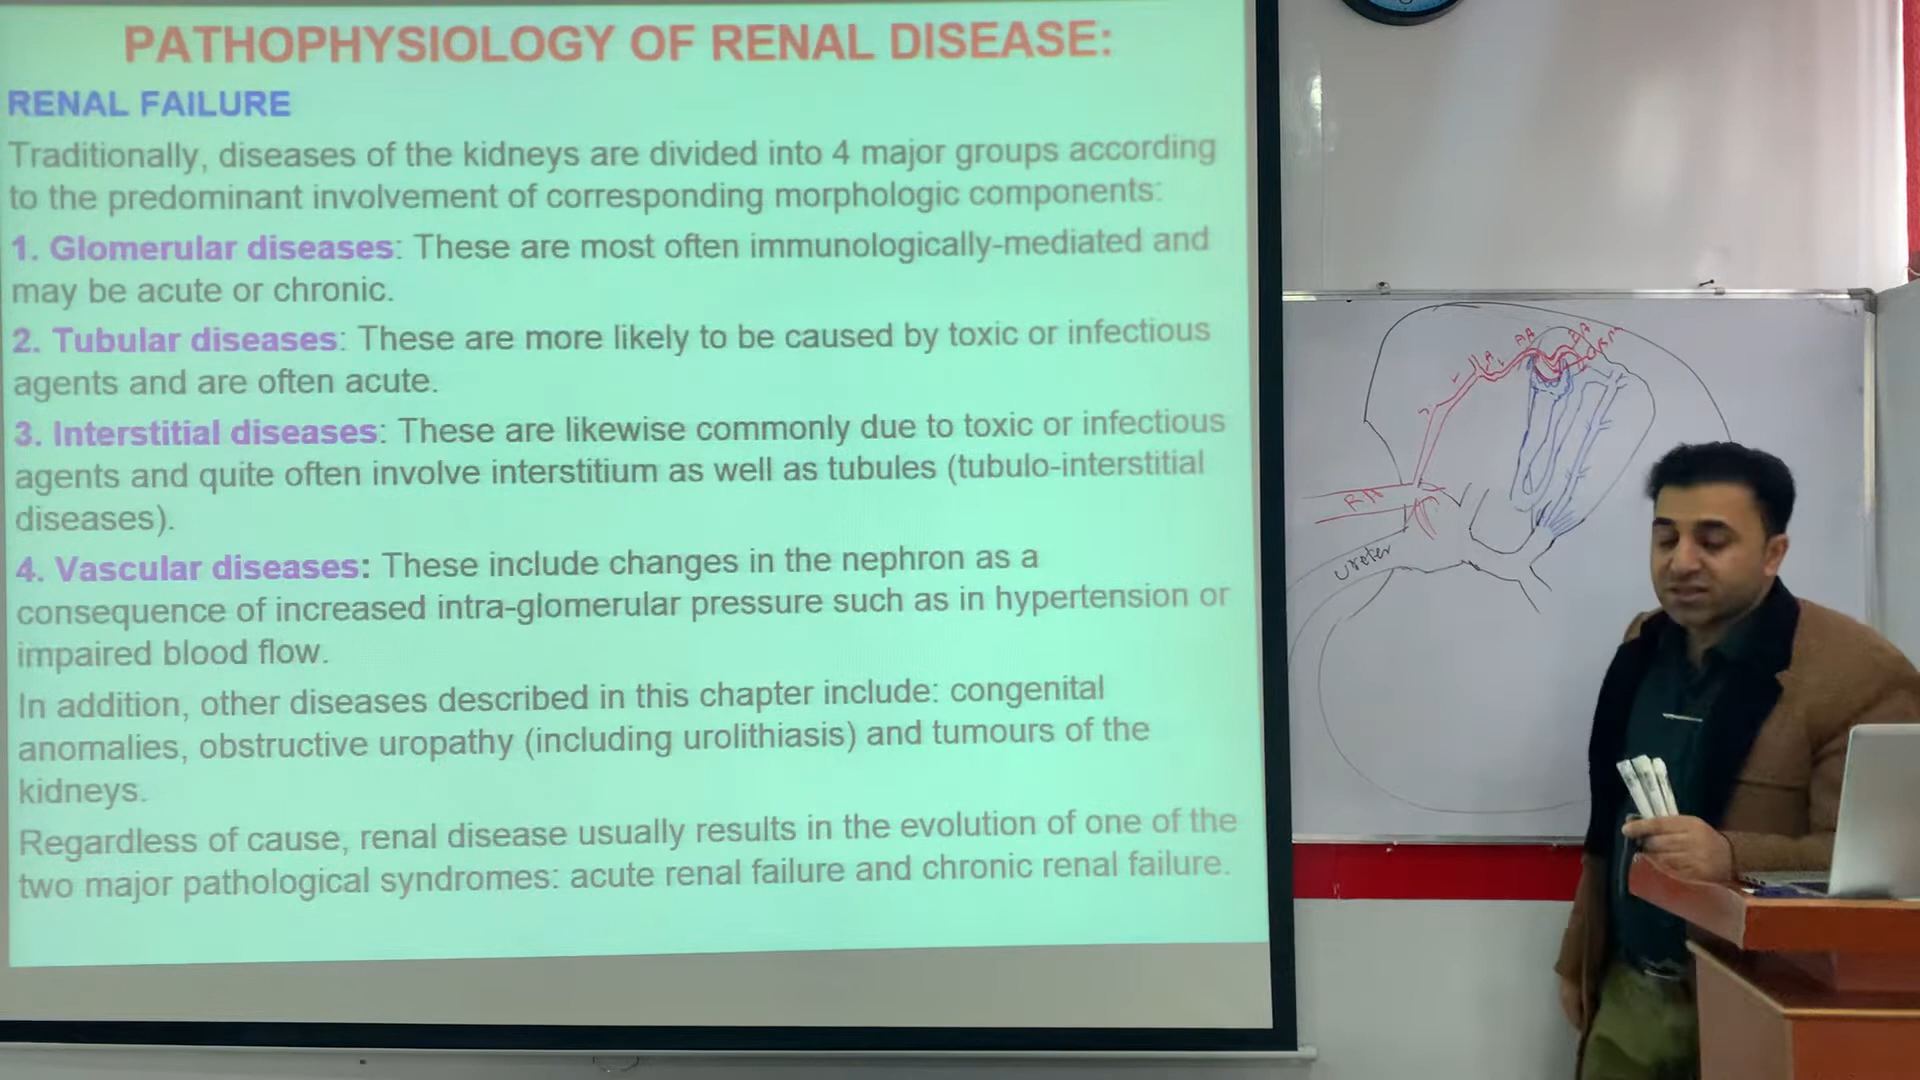 PATHOPHYSIOLOGY OF RENAL DISEASE:
RENAL FAILURE
Traditionally, diseases of the kidneys are divided into 4 major groups according
to the predominant involvement of corresponding morphologic components:
1. Glomerular diseases: These are most often immunologically-mediated and
may be acute or chronic.
2. Tubular diseases: These are more likely to be caused by toxic or infectious
agents and are often acute.
3. Interstitial diseases: These are likewise commonly due to toxic or infectious
agents and quite often involve interstitium as well as tubules (tubulo-interstitial
diseases).
4. Vascular diseases: These include changes in the nephron as a
consequence of increased intra-glomerular pressure such as in hypertension or
impaired blood flow.
In addition, other diseases described in this chapter include: congenital
anomalies, obstructive uropathy (including urolithiasis) and tumours of the
kidneys.
Regardless of cause, renal disease usually results in the evolution of one of the
two major pathological syndromes: acute renal failure and chronic renal failure.
AA
EA
RA
ureter